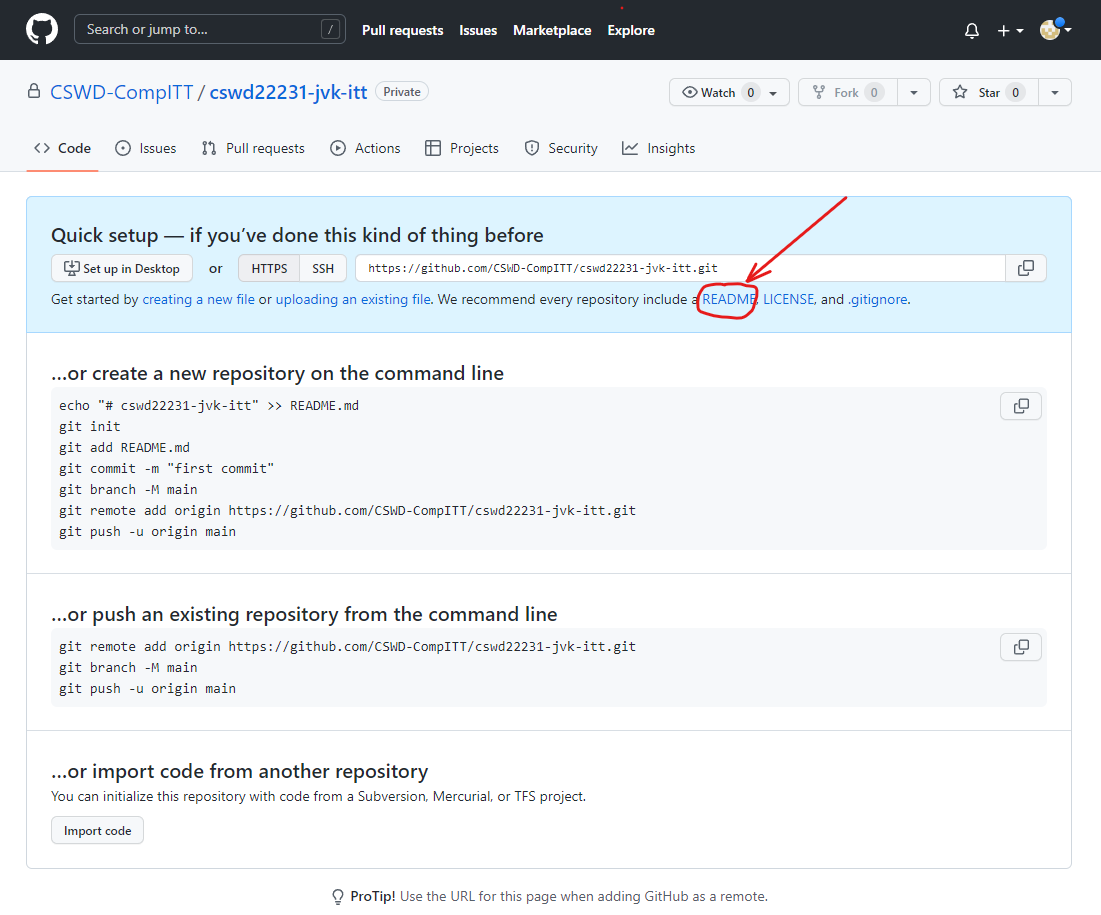 Search or jump to... /
Pull requests Issues Marketplace Explore
CSWD-CompITT / cswd22231-jvk-itt Private
Watch 0 Fork 0 Star 0
Code Issues Pull requests Actions Projects Security Insights
Quick setup — if you’ve done this kind of thing before
Set up in Desktop or HTTPS SSH https://github.com/CSWD-CompITT/cswd22231-jvk-itt.git
Get started by creating a new file or uploading an existing file. We recommend every repository include a README, LICENSE, and .gitignore.
…or create a new repository on the command line
echo "# cswd22231-jvk-itt" >> README.md
git init
git add README.md
git commit -m "first commit"
git branch -M main
git remote add origin https://github.com/CSWD-CompITT/cswd22231-jvk-itt.git
git push -u origin main
…or push an existing repository from the command line
git remote add origin https://github.com/CSWD-CompITT/cswd22231-jvk-itt.git
git branch -M main
git push -u origin main
…or import code from another repository
You can initialize this repository with code from a Subversion, Mercurial, or TFS project.
Import code
ProTip! Use the URL for this page when adding GitHub as a remote.